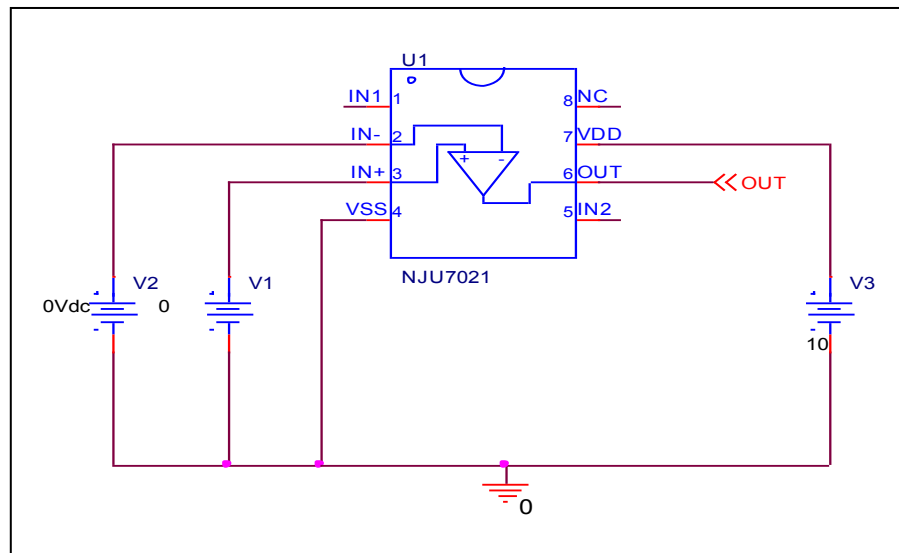 U1
IN1 1 8 NC
IN- 2 7 VDD
+ -
IN+ 3 6 OUT OUT
VSS 4 5 IN2
NJU7021
V2 V1 V3
0Vdc 0
10
0